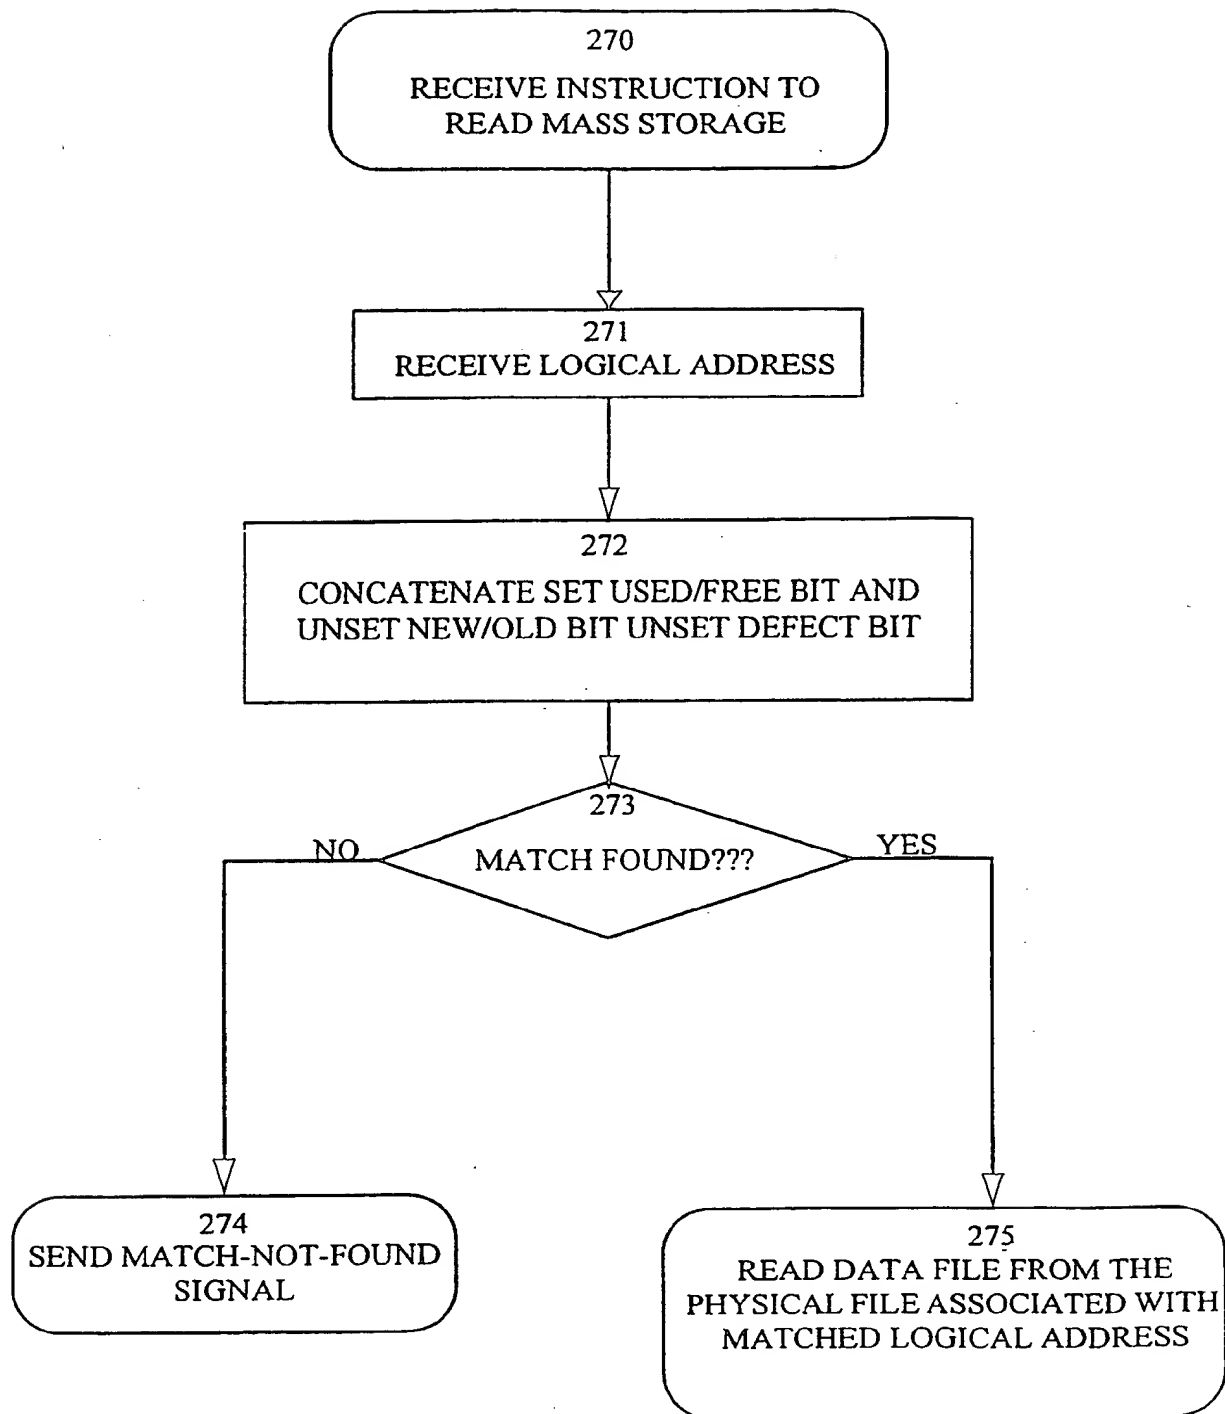 270
RECEIVE INSTRUCTION TO
READ MASS STORAGE
271
RECEIVE LOGICAL ADDRESS
272
CONCATENATE SET USED/FREE BIT AND
UNSET NEW/OLD BIT UNSET DEFECT BIT
273
NO
MATCH FOUND???
YES
274
SEND MATCH-NOT-FOUND
SIGNAL
275
READ DATA FILE FROM THE
PHYSICAL FILE ASSOCIATED WITH
MATCHED LOGICAL ADDRESS